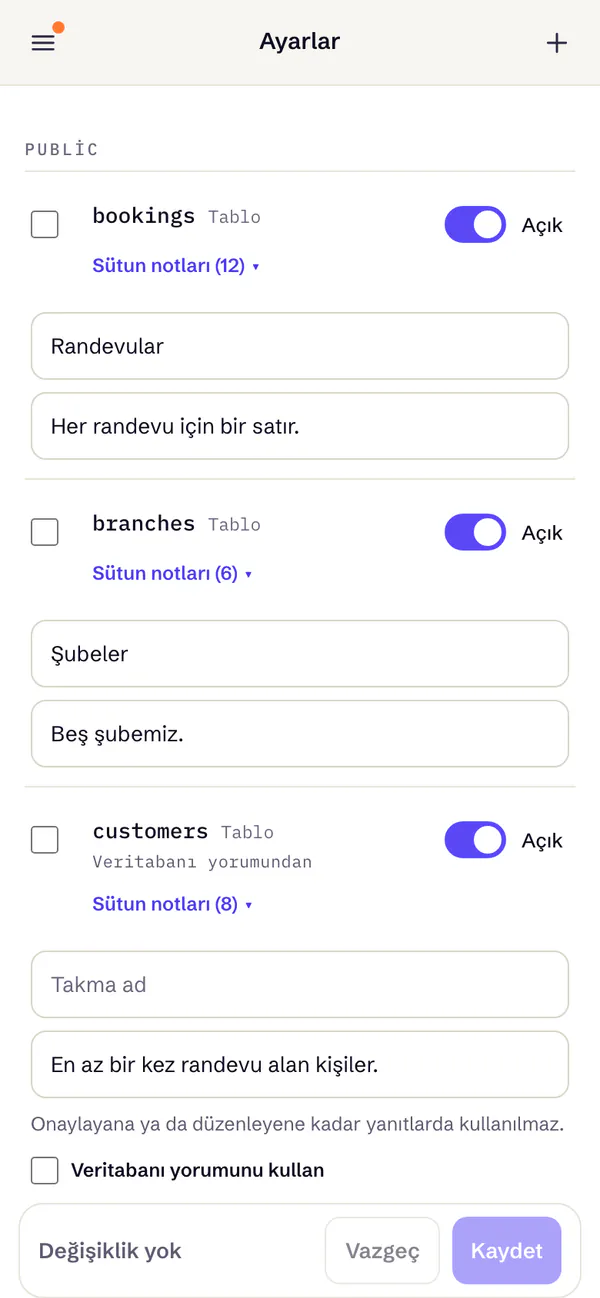 Ayarlar
PUBLİC
bookings Tablo
Açık
Sütun notları (12) ▾
Randevular
Her randevu için bir satır.
branches Tablo
Açık
Sütun notları (6) ▾
Şubeler
Beş şubemiz.
customers Tablo
Açık
Veritabanı yorumundan
Sütun notları (8) ▾
Takma ad
En az bir kez randevu alan kişiler.
Onaylayana ya da düzenleyene kadar yanıtlarda kullanılmaz.
Veritabanı yorumunu kullan
Değişiklik yok
Vazgeç
Kaydet